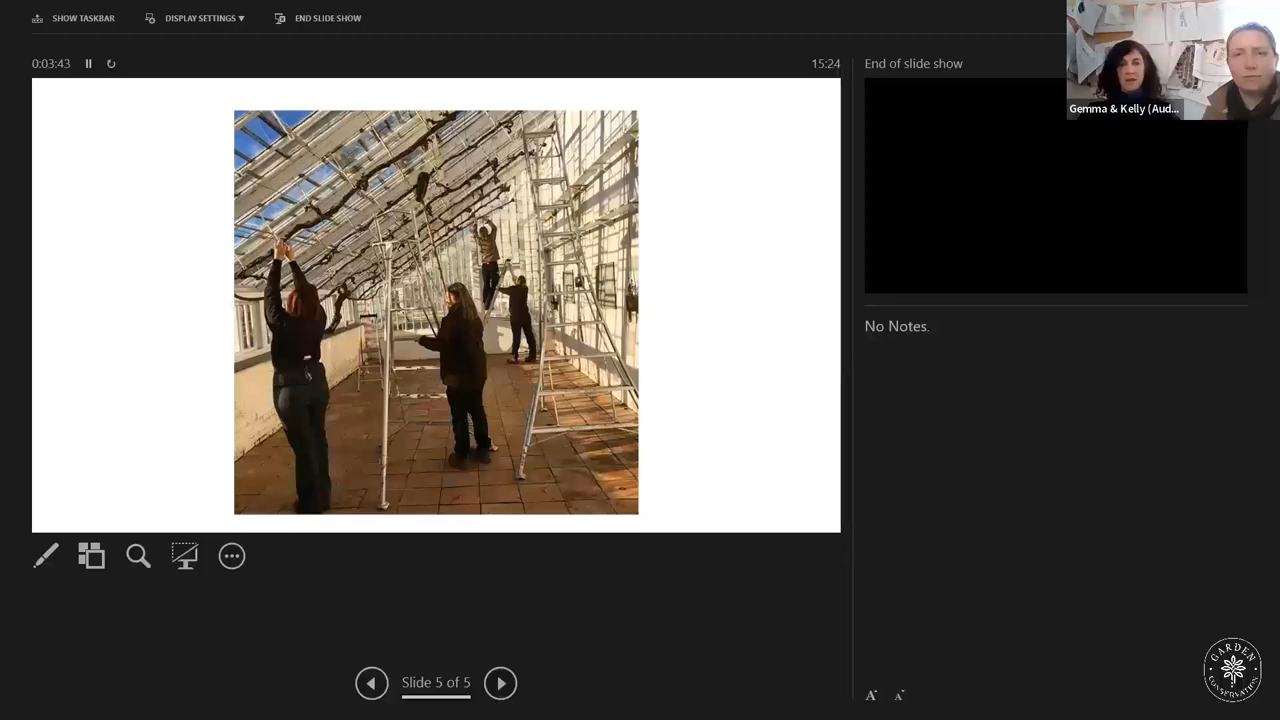 SHOW TASKBAR
DISPLAY SETTINGS ▼
END SLIDE SHOW
0:03:43
15:24
End of slide show
Gemma & Kelly (Aud...
No Notes.
Slide 5 of 5
A
A
GARDEN
CONSERVATION